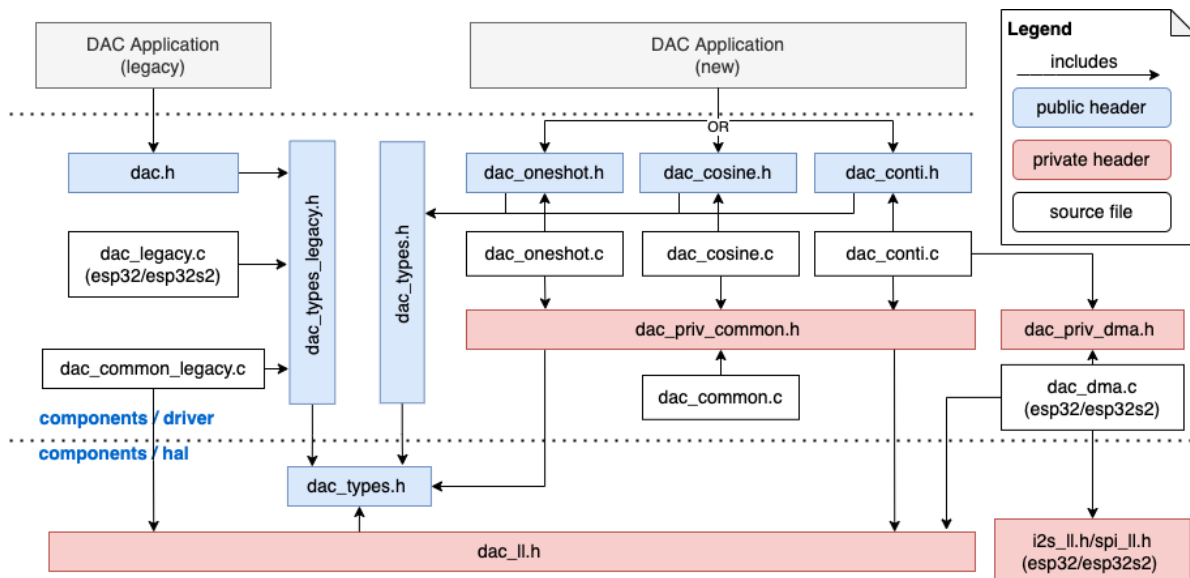 DAC Application
(legacy)
DAC Application
(new)
Legend
includes
public header
private header
source file
OR
dac.h
dac_types_legacy.h
dac_types.h
dac_oneshot.h
dac_cosine.h
dac_conti.h
dac_legacy.c
(esp32/esp32s2)
dac_oneshot.c
dac_cosine.c
dac_conti.c
dac_priv_common.h
dac_priv_dma.h
dac_common_legacy.c
dac_common.c
dac_dma.c
(esp32/esp32s2)
components / driver
components / hal
dac_types.h
dac_ll.h
i2s_ll.h/spi_ll.h
(esp32/esp32s2)